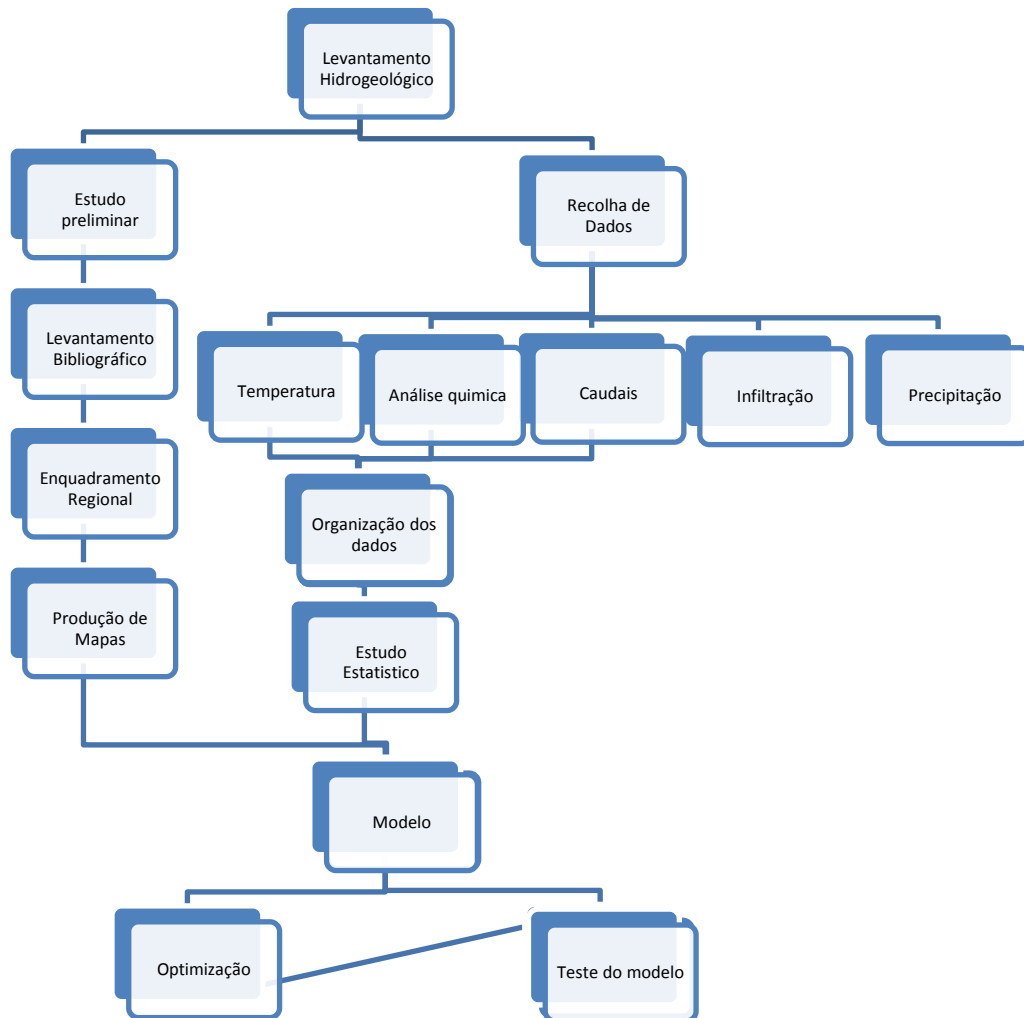 Levantamento
Hidrogeológico
Estudo
preliminar
Recolha de
Dados
Levantamento
Bibliográfico
Temperatura
Análise quimica
Caudais
Infiltração
Precipitação
Enquadramento
Regional
Organização dos
dados
Produção de
Mapas
Estudo
Estatistico
Modelo
Optimização
Teste do modelo